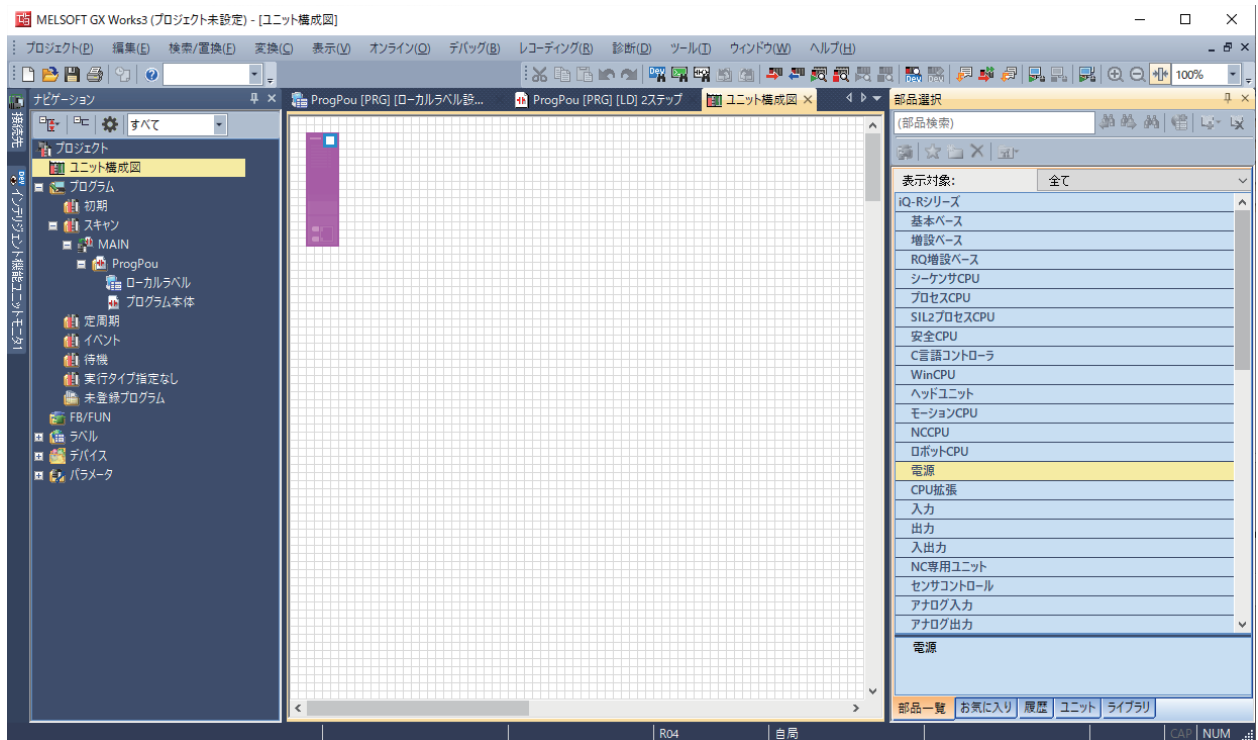 MELSOFT GX Works3 (プロジェクト未設定) - [ユニット構成図]
プロジェクト(P) 編集(E) 検索/置換(F) 変換(C) 表示(V) オンライン(O) デバッグ(B) レコーディング(R) 診断(D) ツール(T) ウィンドウ(W) ヘルプ(H)
100%
ナビゲーション
ProgPou [PRG] [ローカルラベル設...
ProgPou [PRG] [LD] 2ステップ
ユニット構成図
部品選択
接続先
インテリジェント機能ユニットモニタ1
すべて
プロジェクト
ユニット構成図
プログラム
初期
スキャン
MAIN
ProgPou
ローカルラベル
プログラム本体
定周期
イベント
待機
実行タイプ指定なし
未登録プログラム
FB/FUN
ラベル
デバイス
パラメータ
(部品検索)
表示対象: 全て
iQ-Rシリーズ
基本ベース
増設ベース
RQ増設ベース
シーケンサCPU
プロセスCPU
SIL2プロセスCPU
安全CPU
C言語コントローラ
WinCPU
ヘッドユニット
モーションCPU
NCCPU
ロボットCPU
電源
CPU拡張
入力
出力
入出力
NC専用ユニット
センサコントロール
アナログ入力
アナログ出力
電源
部品一覧 お気に入り 履歴 ユニット ライブラリ
R04 自局 CAP NUM